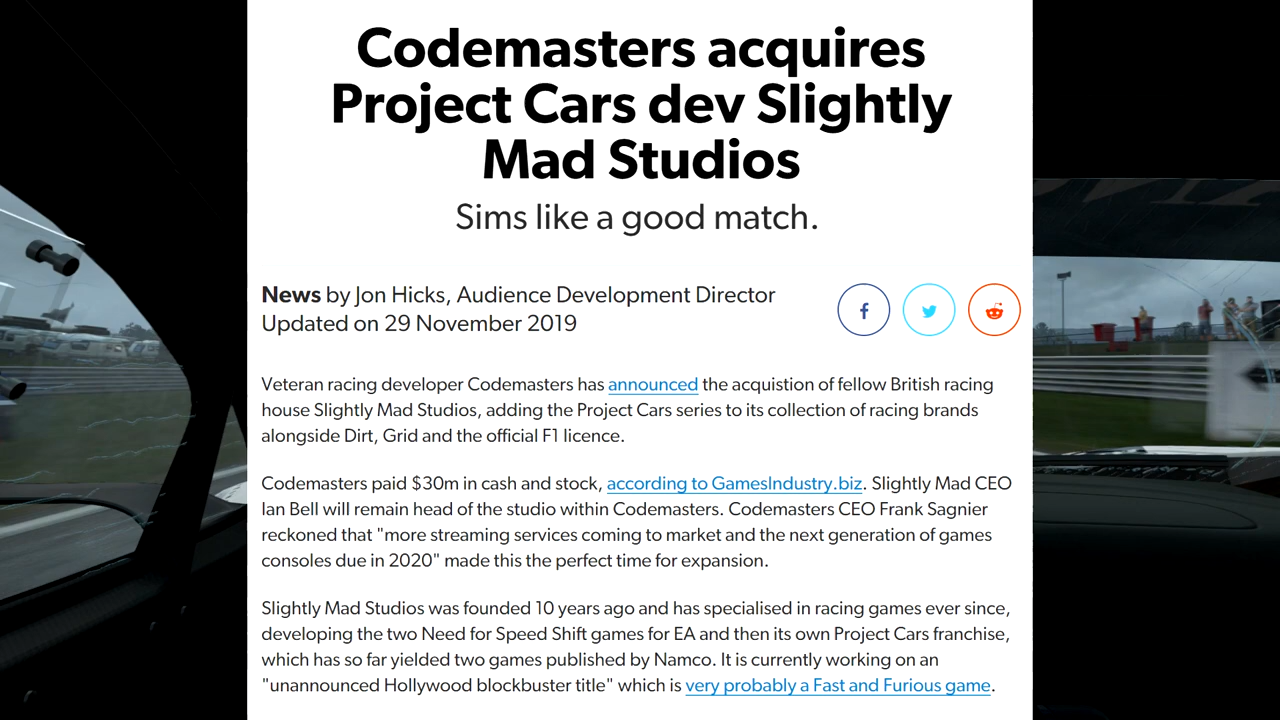 Codemasters acquires
Project Cars dev Slightly
Mad Studios
Sims like a good match.
News by Jon Hicks, Audience Development Director
Updated on 29 November 2019
Veteran racing developer Codemasters has announced the acquistion of fellow British racing
house Slightly Mad Studios, adding the Project Cars series to its collection of racing brands
alongside Dirt, Grid and the official F1 licence.
Codemasters paid $30m in cash and stock, according to GamesIndustry.biz. Slightly Mad CEO
Ian Bell will remain head of the studio within Codemasters. Codemasters CEO Frank Sagnier
reckoned that "more streaming services coming to market and the next generation of games
consoles due in 2020" made this the perfect time for expansion.
Slightly Mad Studios was founded 10 years ago and has specialised in racing games ever since,
developing the two Need for Speed Shift games for EA and then its own Project Cars franchise,
which has so far yielded two games published by Namco. It is currently working on an
"unannounced Hollywood blockbuster title" which is very probably a Fast and Furious game.